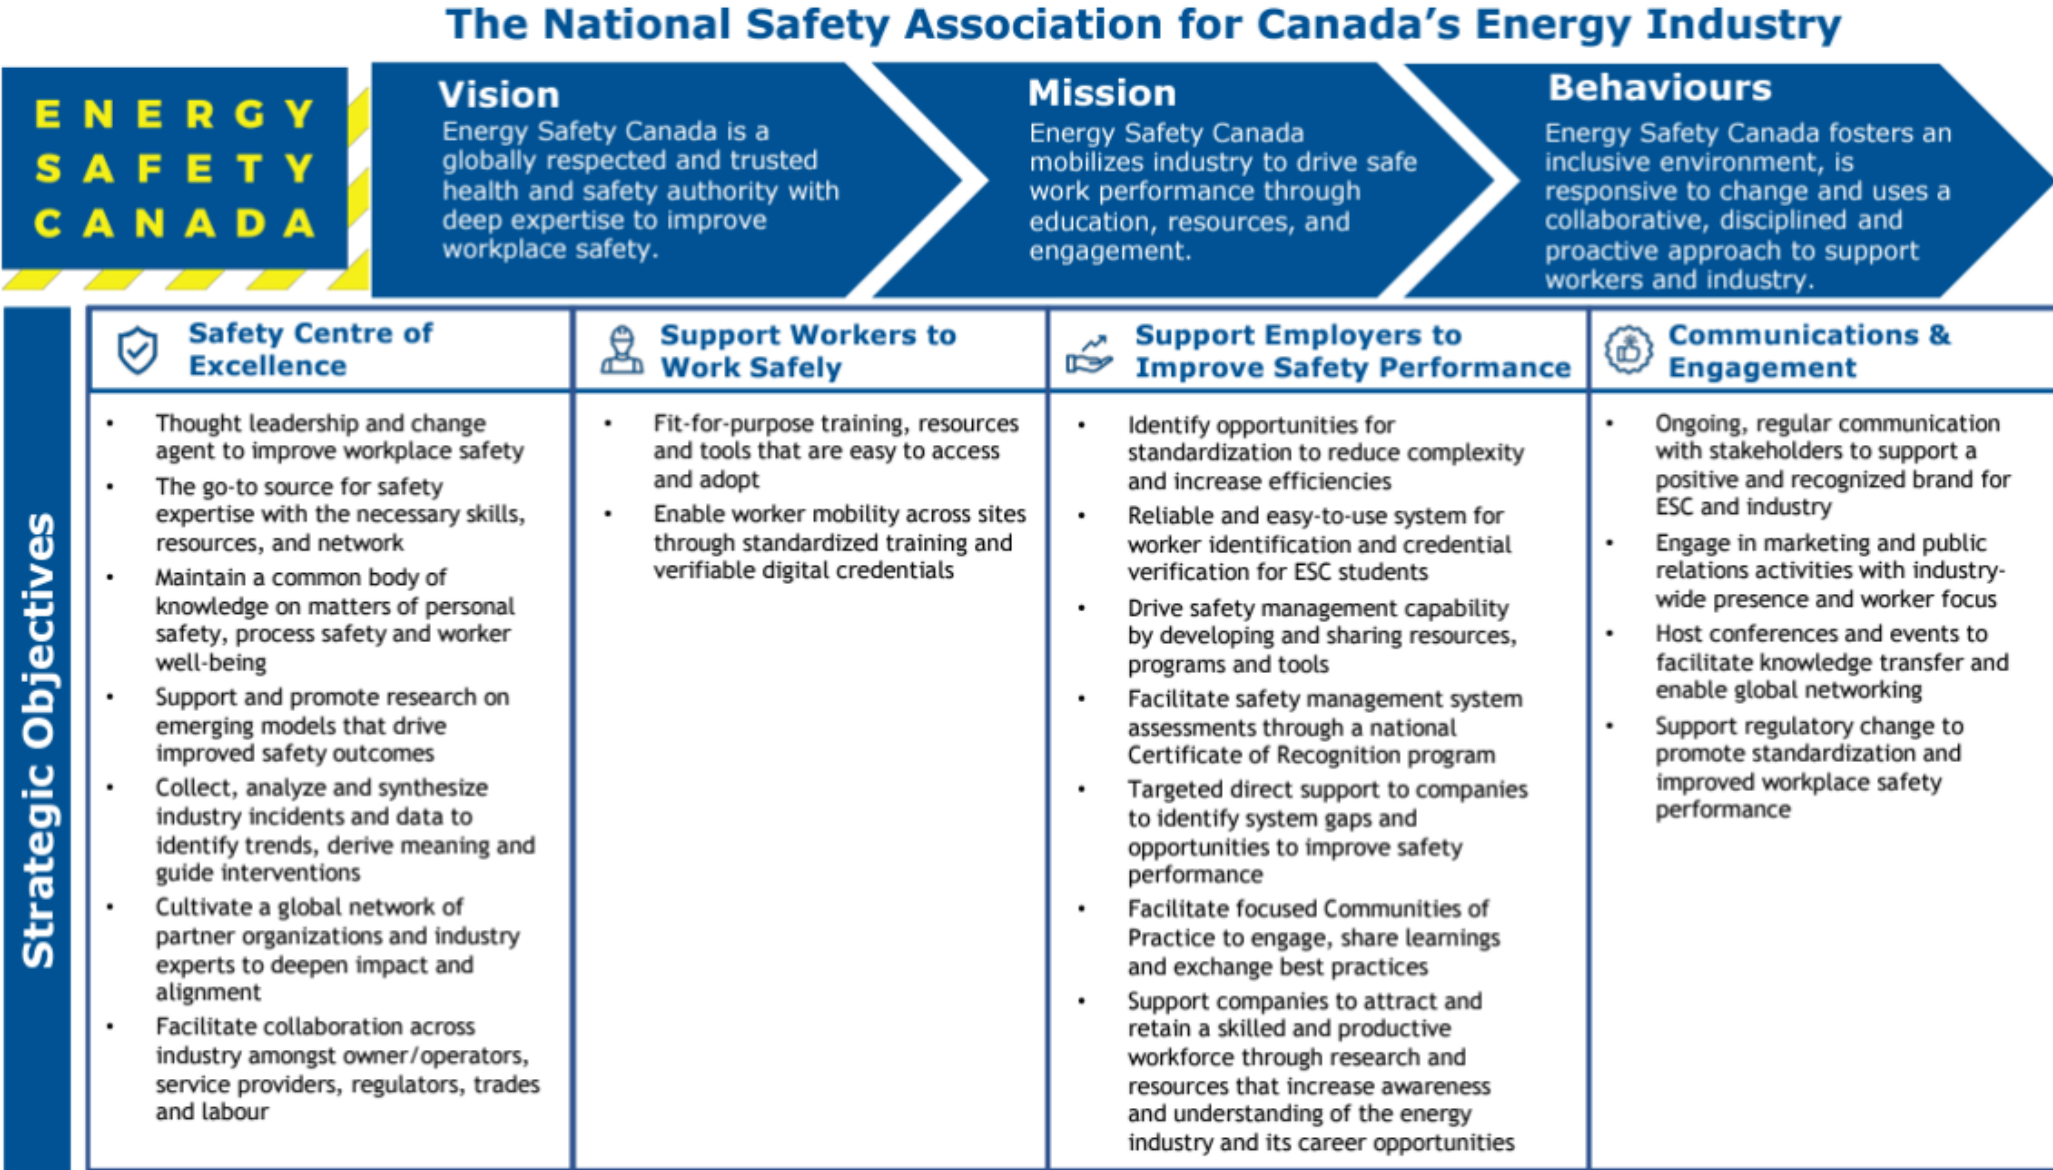 The National Safety Association for Canada's Energy Industry
ENERGY
SAFETY
CANADA
Vision
Energy Safety Canada is a
globally respected and trusted
health and safety authority with
deep expertise to improve
workplace safety.
Mission
Energy Safety Canada
mobilizes industry to drive safe
work performance through
education, resources, and
engagement.
Behaviours
Energy Safety Canada fosters an
inclusive environment, is
responsive to change and uses a
collaborative, disciplined and
proactive approach to support
workers and industry.
Strategic Objectives
Safety Centre of
Excellence
• Thought leadership and change
agent to improve workplace safety
• The go-to source for safety
expertise with the necessary skills,
resources, and network
• Maintain a common body of
knowledge on matters of personal
safety, process safety and worker
well-being
• Support and promote research on
emerging models that drive
improved safety outcomes
• Collect, analyze and synthesize
industry incidents and data to
identify trends, derive meaning and
guide interventions
• Cultivate a global network of
partner organizations and industry
experts to deepen impact and
alignment
• Facilitate collaboration across
industry amongst owner/operators,
service providers, regulators, trades
and labour
Support Workers to
Work Safely
• Fit-for-purpose training, resources
and tools that are easy to access
and adopt
• Enable worker mobility across sites
through standardized training and
verifiable digital credentials
Support Employers to
Improve Safety Performance
• Identify opportunities for
standardization to reduce complexity
and increase efficiencies
• Reliable and easy-to-use system for
worker identification and credential
verification for ESC students
• Drive safety management capability
by developing and sharing resources,
programs and tools
• Facilitate safety management system
assessments through a national
Certificate of Recognition program
• Targeted direct support to companies
to identify system gaps and
opportunities to improve safety
performance
• Facilitate focused Communities of
Practice to engage, share learnings
and exchange best practices
• Support companies to attract and
retain a skilled and productive
workforce through research and
resources that increase awareness
and understanding of the energy
industry and its career opportunities
Communications &
Engagement
• Ongoing, regular communication
with stakeholders to support a
positive and recognized brand for
ESC and industry
• Engage in marketing and public
relations activities with industry-
wide presence and worker focus
• Host conferences and events to
facilitate knowledge transfer and
enable global networking
• Support regulatory change to
promote standardization and
improved workplace safety
performance